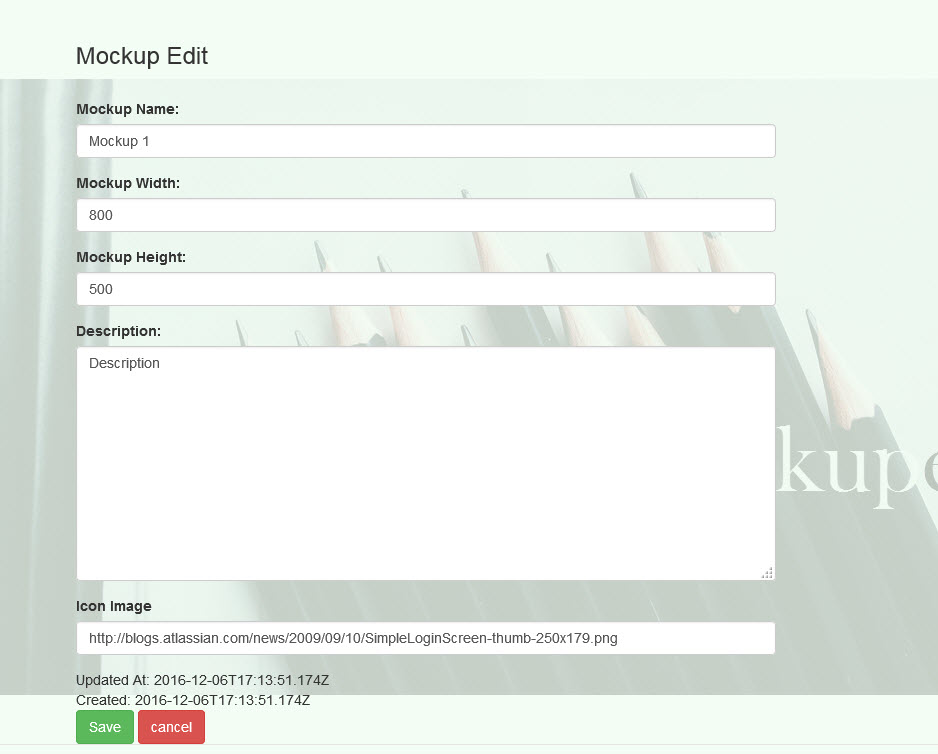 Mockup Edit
Mockup Name:
Mockup 1
Mockup Width:
800
Mockup Height:
500
Description:
Description
kupe
Icon Image
http://blogs.atlassian.com/news/2009/09/10/SimpleLoginScreen-thumb-250x179.png
Updated At: 2016-12-06T17:13:51.174Z
Created: 2016-12-06T17:13:51.174Z
Save cancel